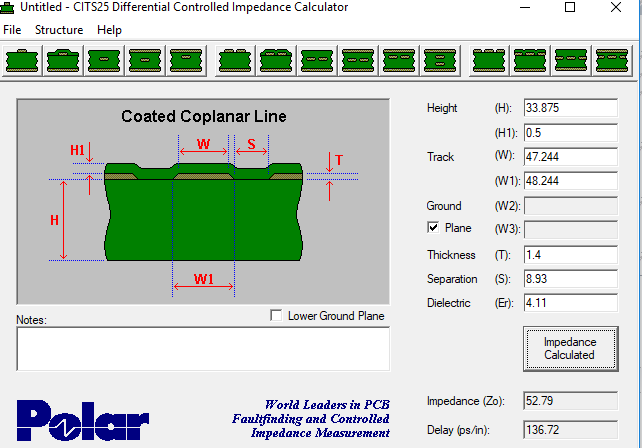 Untitled - CITS25 Differential Controlled Impedance Calculator
File Structure Help
Coated Coplanar Line
W S
H1 T
H
W1
Height (H): 33.875
(H1): 0.5
Track (W): 47.244
(W1): 48.244
Ground (W2):
Plane (W3):
Thickness (T): 1.4
Separation (S): 8.93
Dielectric (Er): 4.11
Notes: Lower Ground Plane
Impedance
Calculated
Polar
World Leaders in PCB
Faultfinding and Controlled
Impedance Measurement
Impedance (Zo): 52.79
Delay (ps/in): 136.72